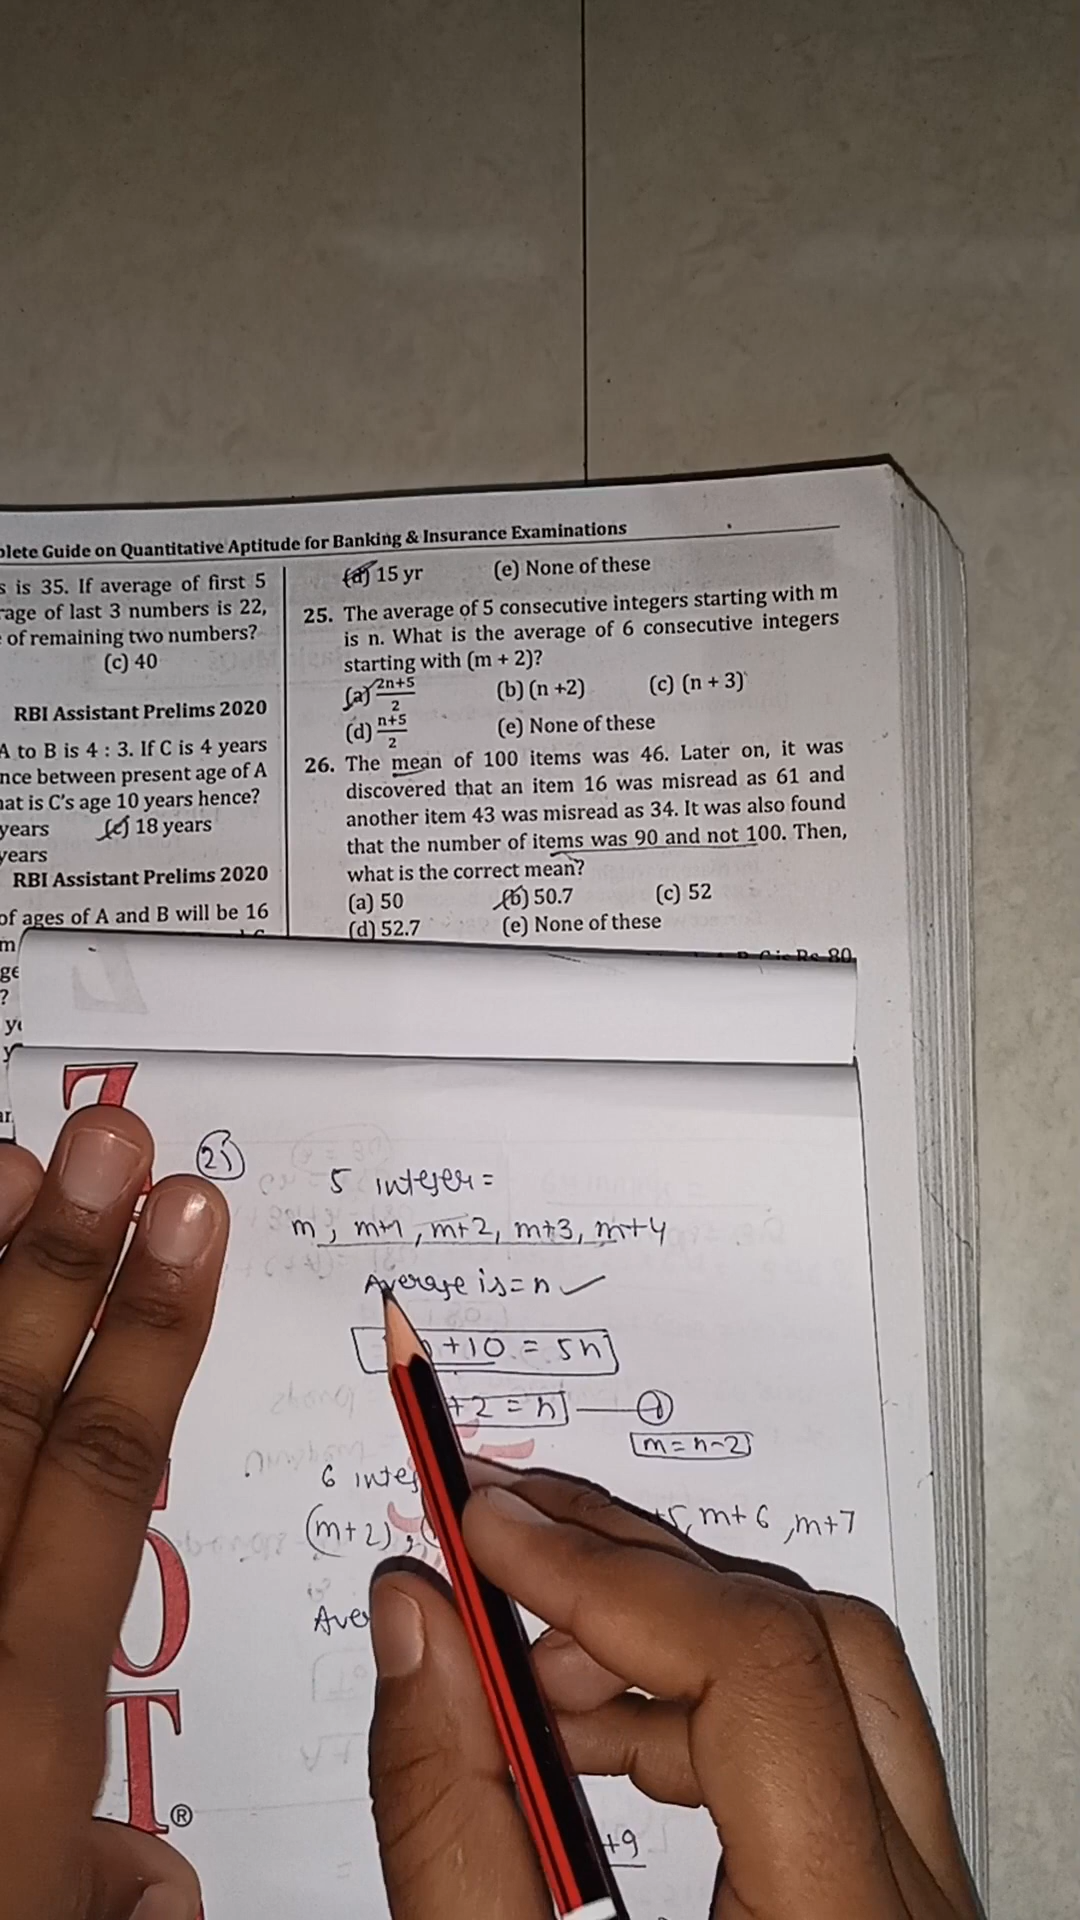 plete Guide on Quantitative Aptitude for Banking & Insurance Examinations
s is 35. If average of first 5
rage of last 3 numbers is 22,
of remaining two numbers?
(c) 40
RBI Assistant Prelims 2020
A to B is 4 : 3. If C is 4 years
nce between present age of A
hat is C's age 10 years hence?
years (c) 18 years
years
RBI Assistant Prelims 2020
of ages of A and B will be 16
m
ge
?
(d) 15 yr (e) None of these
25. The average of 5 consecutive integers starting with m
is n. What is the average of 6 consecutive integers
starting with (m + 2)?
(a) 2n+5/2 (b) (n +2) (c) (n + 3)
(d) n+5/2 (e) None of these
26. The mean of 100 items was 46. Later on, it was
discovered that an item 16 was misread as 61 and
another item 43 was misread as 34. It was also found
that the number of items was 90 and not 100. Then,
what is the correct mean?
(a) 50 (b) 50.7 (c) 52
(d) 52.7 (e) None of these
Rs 80
5 integer =
m, m+1, m+2, m+3, m+4
Average is = n ✓
+10 = 5n
+2 = n
m = n-2
6 integ
(m+2), +5, m+6, m+7
Aver
+9
O
T®